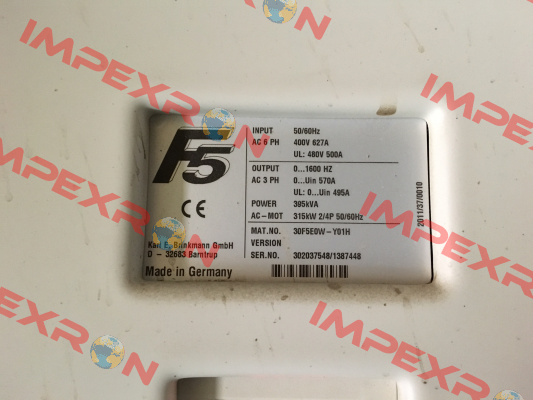 IMPEXRON
IMPEXRON
F5
CE
Karl E. Brinkmann GmbH
D - 32683 Barntrup
Made in Germany
INPUT 50/60Hz
AC 6 PH 400V 627A
UL: 480V 500A
OUTPUT 0...1600 HZ
AC 3 PH 0...Uin 570A
UL: 0...Uin 495A
POWER 395kVA
AC-MOT 315kW 2/4P 50/60Hz
MAT.NO. 30F5E0W-Y01H
VERSION
SER.NO. 302037548/1387448
2011/37/0010
IMPEXRON
IMPEXRON